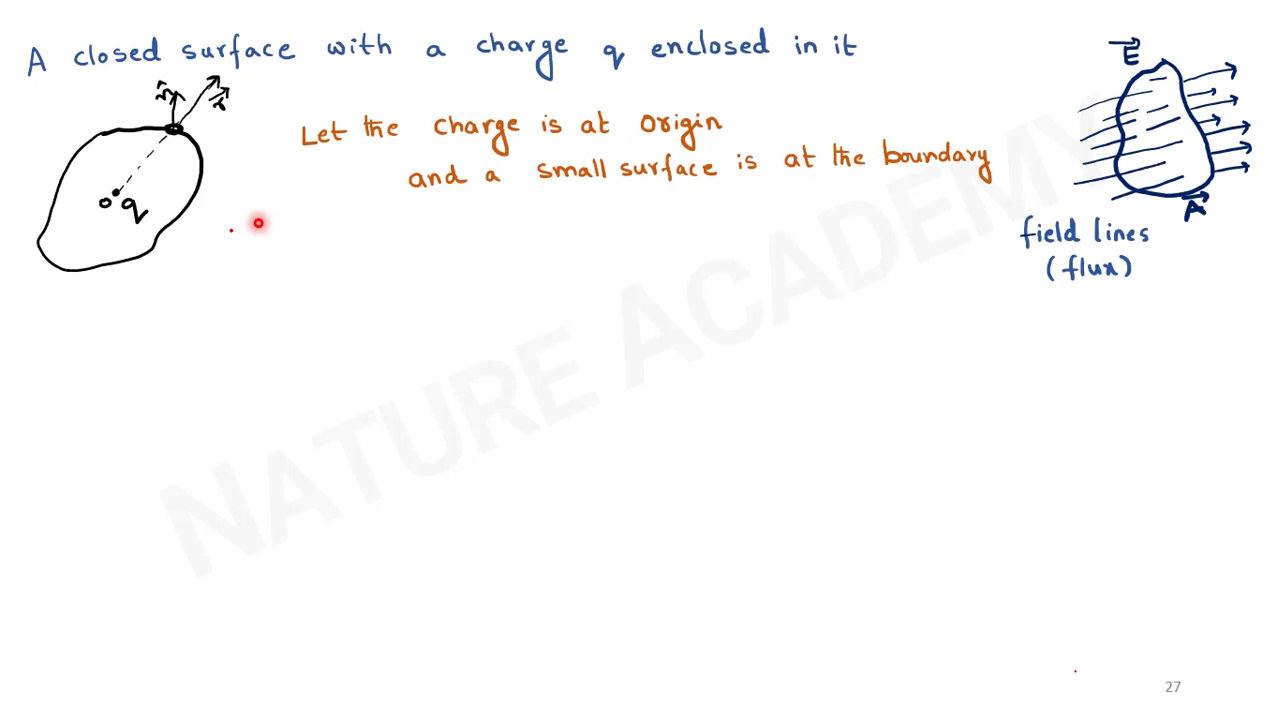 A closed surface with a charge q enclosed in it
Let the charge is at origin
and a small surface is at the boundary
n̂
r⃗
o q
E⃗
A⃗
field lines
(flux)
NATURE ACADEMY
27